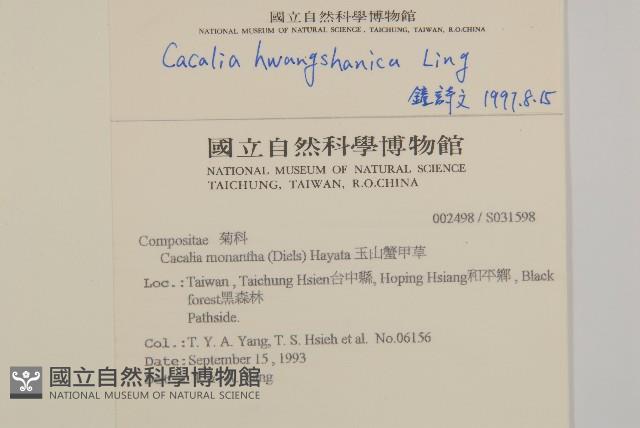 國立自然科學博物館
NATIONAL MUSEUM OF NATURAL SCIENCE, TAICHUNG, TAIWAN, R.O.CHINA
Cacalia hwangshanica Ling
鐘詩文 1997.8.15
國立自然科學博物館
NATIONAL MUSEUM OF NATURAL SCIENCE
TAICHUNG, TAIWAN, R.O.CHINA
002498 / S031598
Compositae 菊科
Cacalia monantha (Diels) Hayata 玉山蟹甲草
Loc.:Taiwan , Taichung Hsien台中縣, Hoping Hsiang和平鄉 , Black
forest黑森林
Pathside.
Col.:T. Y. A. Yang, T. S. Hsieh et al. No.06156
Date:September 15 , 1993
國立自然科學博物館
NATIONAL MUSEUM OF NATURAL SCIENCE